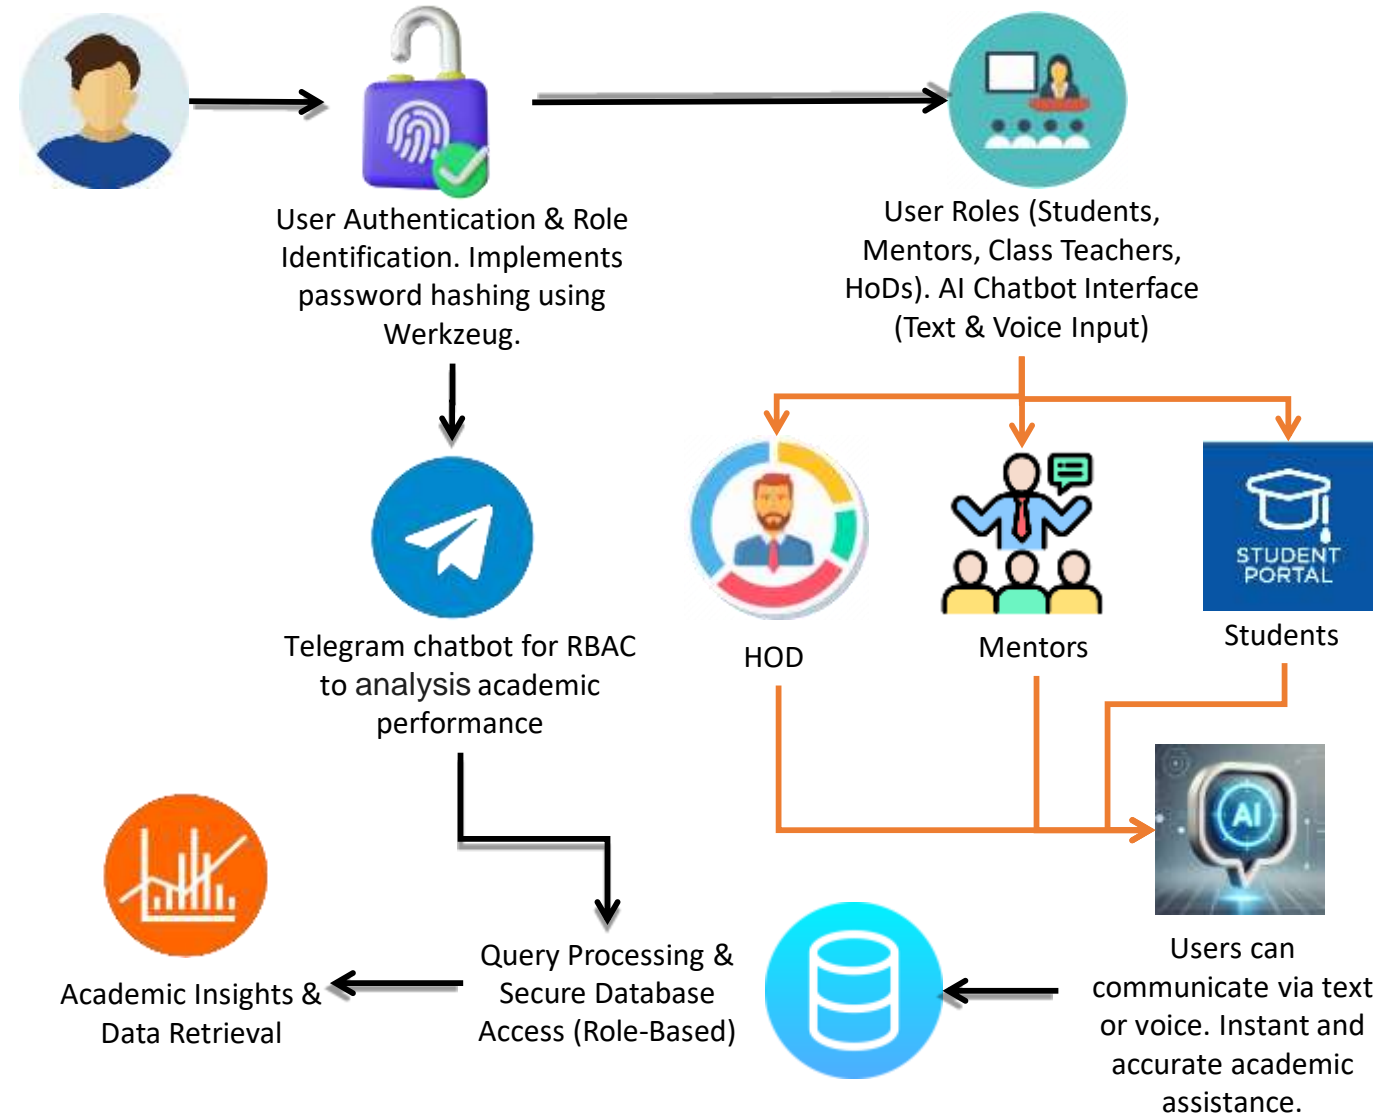 User Authentication & Role
Identification. Implements
password hashing using
Werkzeug.
User Roles (Students,
Mentors, Class Teachers,
HoDs). AI Chatbot Interface
(Text & Voice Input)
STUDENT
PORTAL
Telegram chatbot for RBAC
to analysis academic
performance
HOD
Mentors
Students
AI
Academic Insights &
Data Retrieval
Query Processing &
Secure Database
Access (Role-Based)
Users can
communicate via text
or voice. Instant and
accurate academic
assistance.